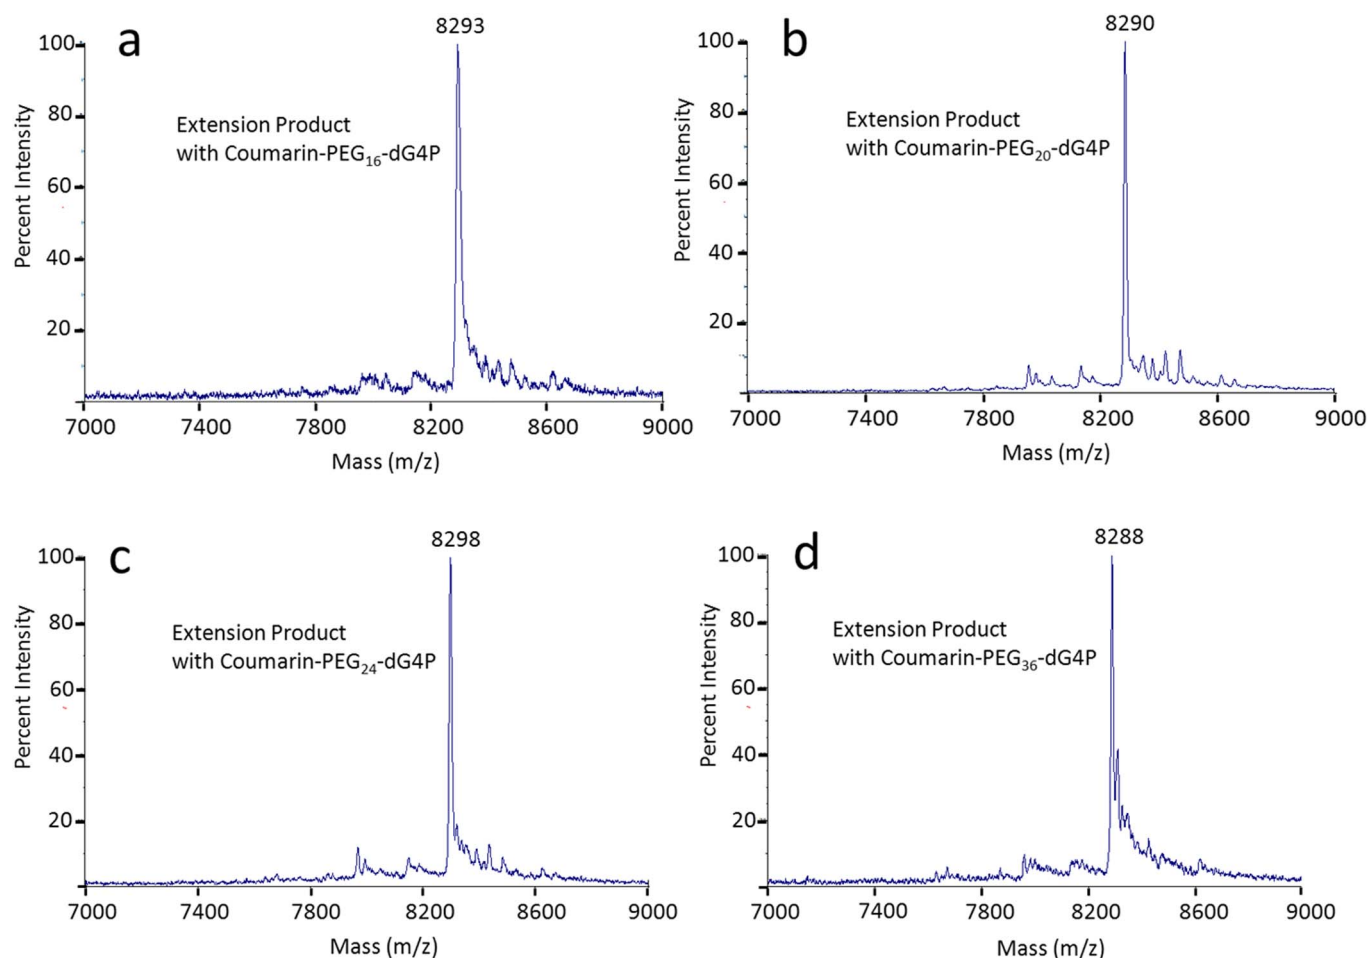 a
8293
100
80
60
40
20
Percent Intensity
Extension Product
with Coumarin-PEG16-dG4P
7000 7400 7800 8200 8600 9000
Mass (m/z)
b
8290
100
80
60
40
20
Percent Intensity
Extension Product
with Coumarin-PEG20-dG4P
7000 7400 7800 8200 8600 9000
Mass (m/z)
c
8298
100
80
60
40
20
Percent Intensity
Extension Product
with Coumarin-PEG24-dG4P
7000 7400 7800 8200 8600 9000
Mass (m/z)
d
8288
100
80
60
40
20
Percent Intensity
Extension Product
with Coumarin-PEG36-dG4P
7000 7400 7800 8200 8600 9000
Mass (m/z)